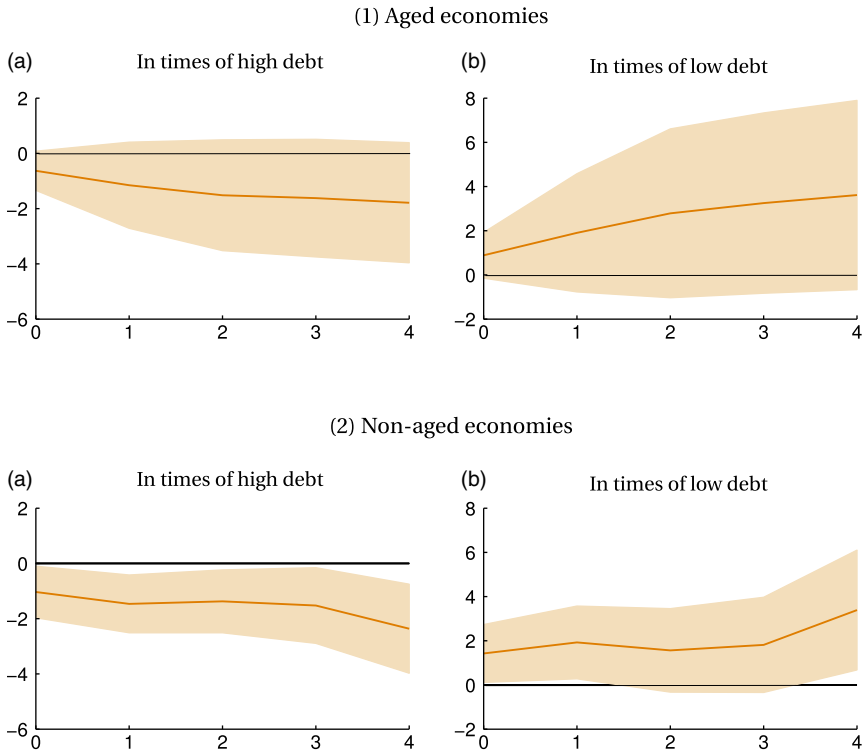 (1) Aged economies
(a) In times of high debt
(b) In times of low debt
2
0
−2
−4
−6
0 1 2 3 4
8
6
4
2
0
−2
0 1 2 3 4
(2) Non-aged economies
(a) In times of high debt
(b) In times of low debt
2
0
−2
−4
−6
0 1 2 3 4
8
6
4
2
0
−2
0 1 2 3 4